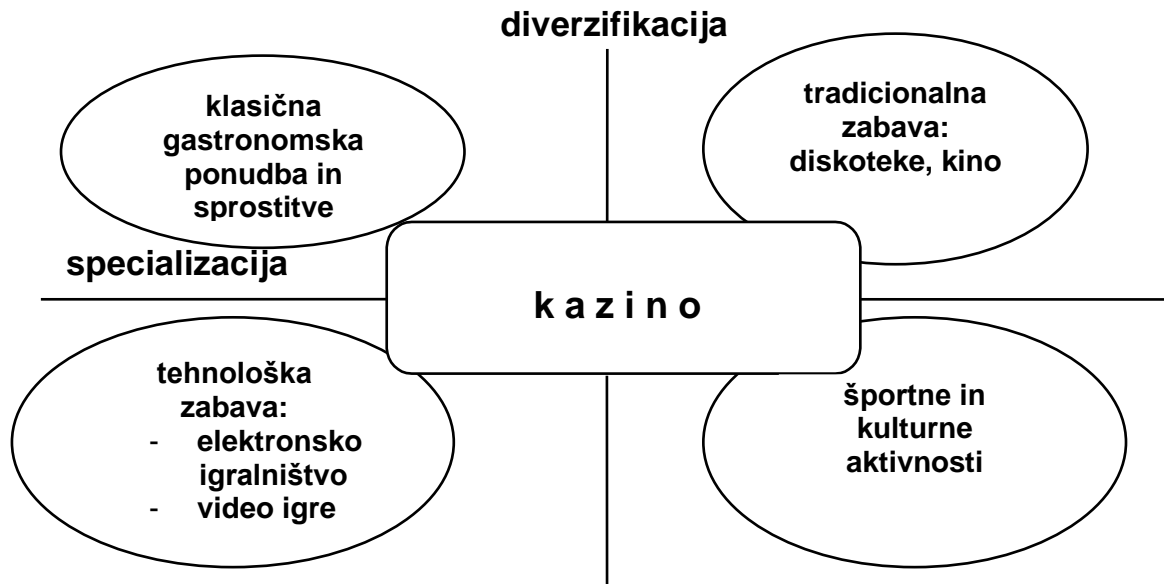 diverzifikacija
klasična
gastronomska
ponudba in
sprostitve
tradicionalna
zabava:
diskoteke, kino
specializacija
k a z i n o
tehnološka
zabava:
- elektronsko
igralništvo
- video igre
športne in
kulturne
aktivnosti